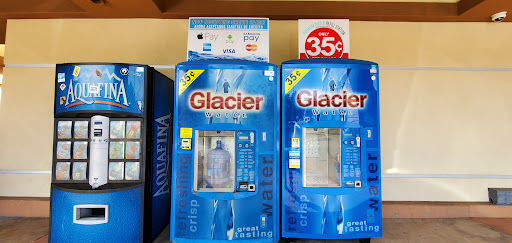 Pay
SAMSUNG
pay
VISA
ONLY
35¢
AQUAFINA
AQUAFINA
35¢
Glacier
water
refreshing
crisp
water
great
tasting
35¢
Glacier
water
refreshing
crisp
water
great
tasting